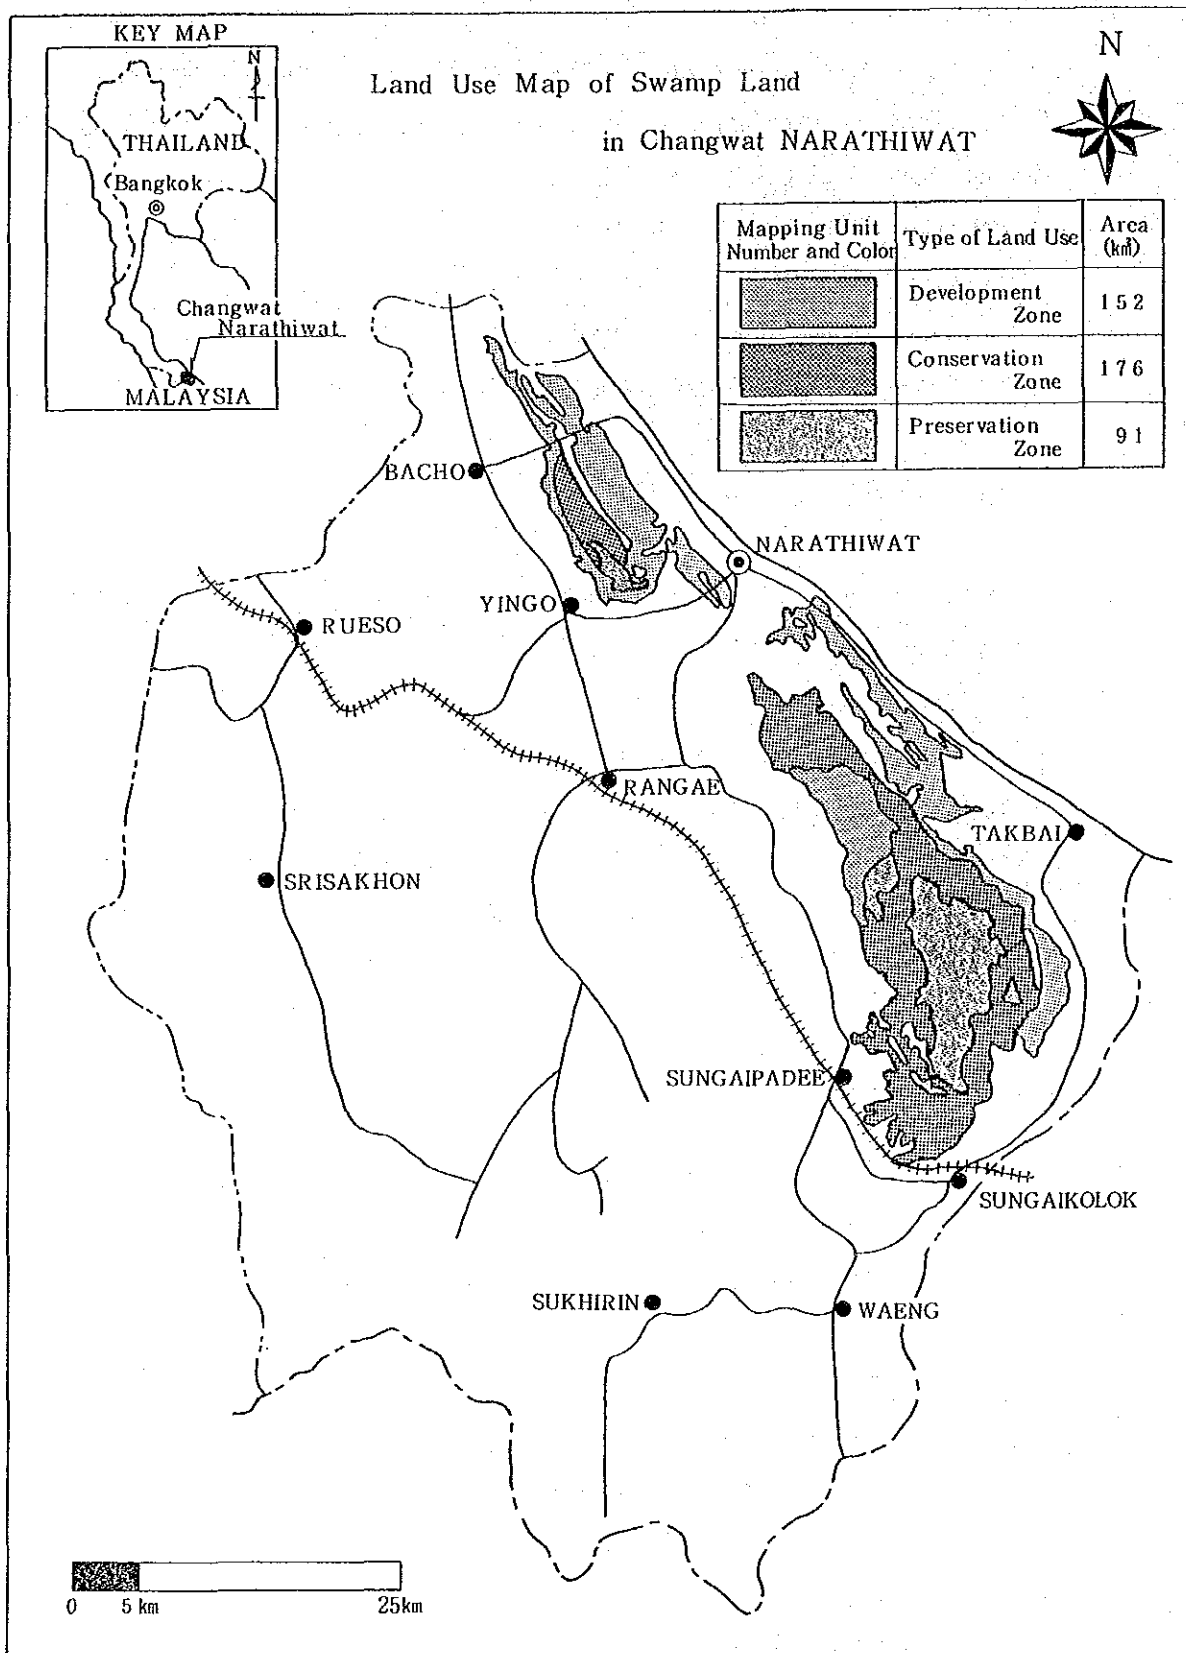 KEY MAP
N
THAILAND
Bangkok
Changwat
Narathiwat
MALAYSIA
Land Use Map of Swamp Land
in Changwat NARATHIWAT
N
Mapping Unit
Number and Color
Type of Land Use
Area
(km²)
Development
Zone
152
Conservation
Zone
176
Preservation
Zone
91
BACHO
NARATHIWAT
YINGO
RUESO
RANGAE
TAKBAI
SRISAKHON
SUNGAIPADEE
SUNGAIKOLOK
SUKHIRIN
WAENG
0 5 km 25km